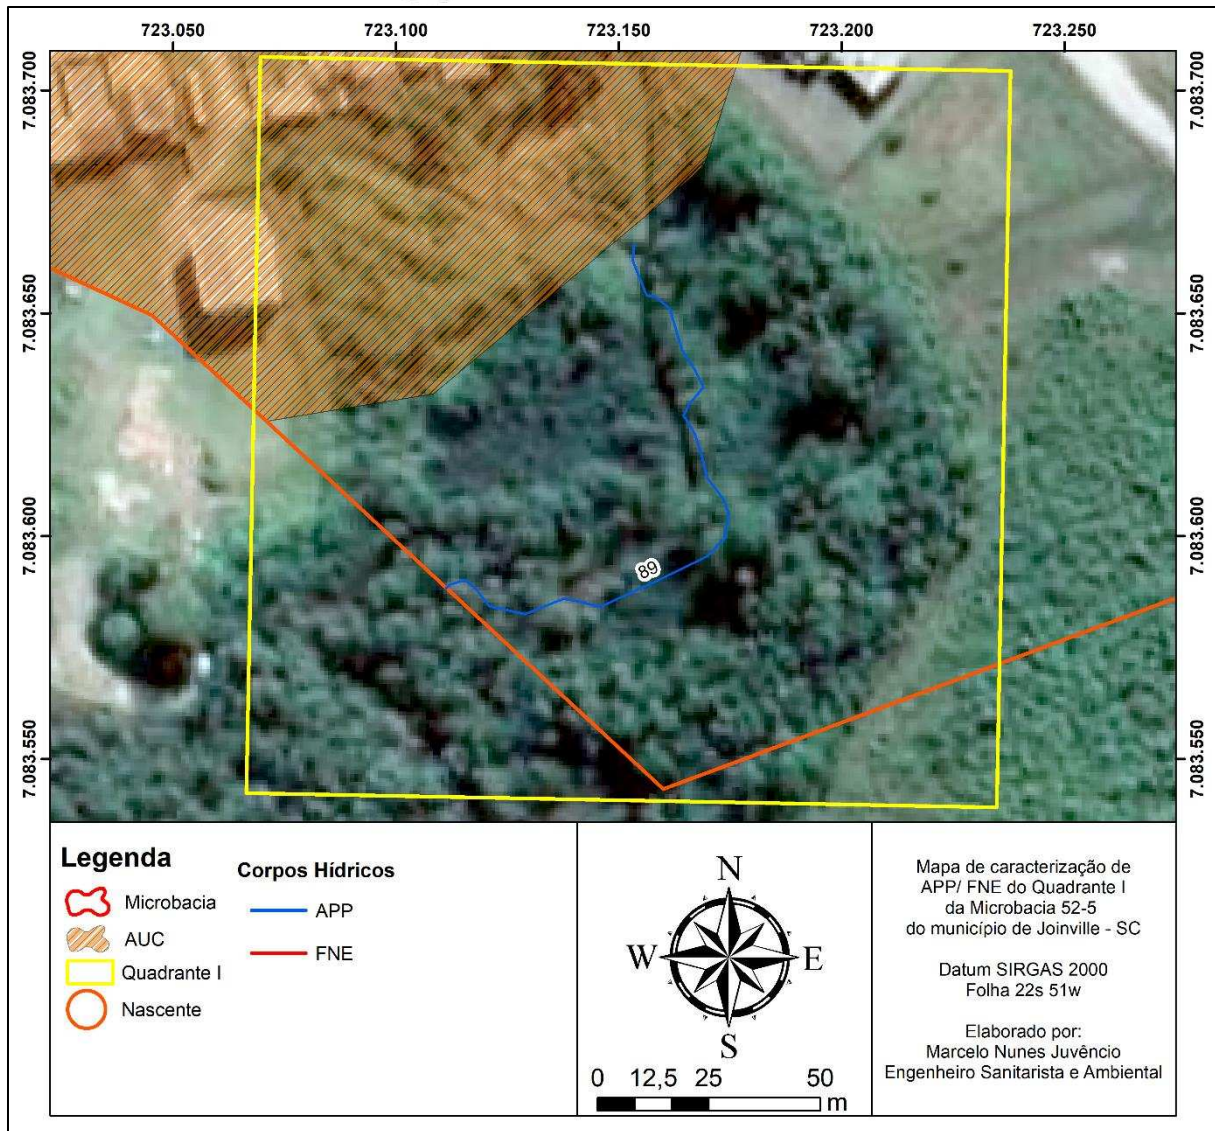 723.050 723.100 723.150 723.200 723.250
7.083.700
7.083.650
7.083.600
7.083.550
7.083.700
7.083.650
7.083.600
7.083.550
89
Legenda
Microbacia
AUC
Quadrante I
Nascente
Corpos Hídricos
APP
FNE
N
W
E
S
0 12,5 25 50
m
Mapa de caracterização de
APP/ FNE do Quadrante I
da Microbacia 52-5
do município de Joinville - SC
Datum SIRGAS 2000
Folha 22s 51w
Elaborado por:
Marcelo Nunes Juvêncio
Engenheiro Sanitarista e Ambiental